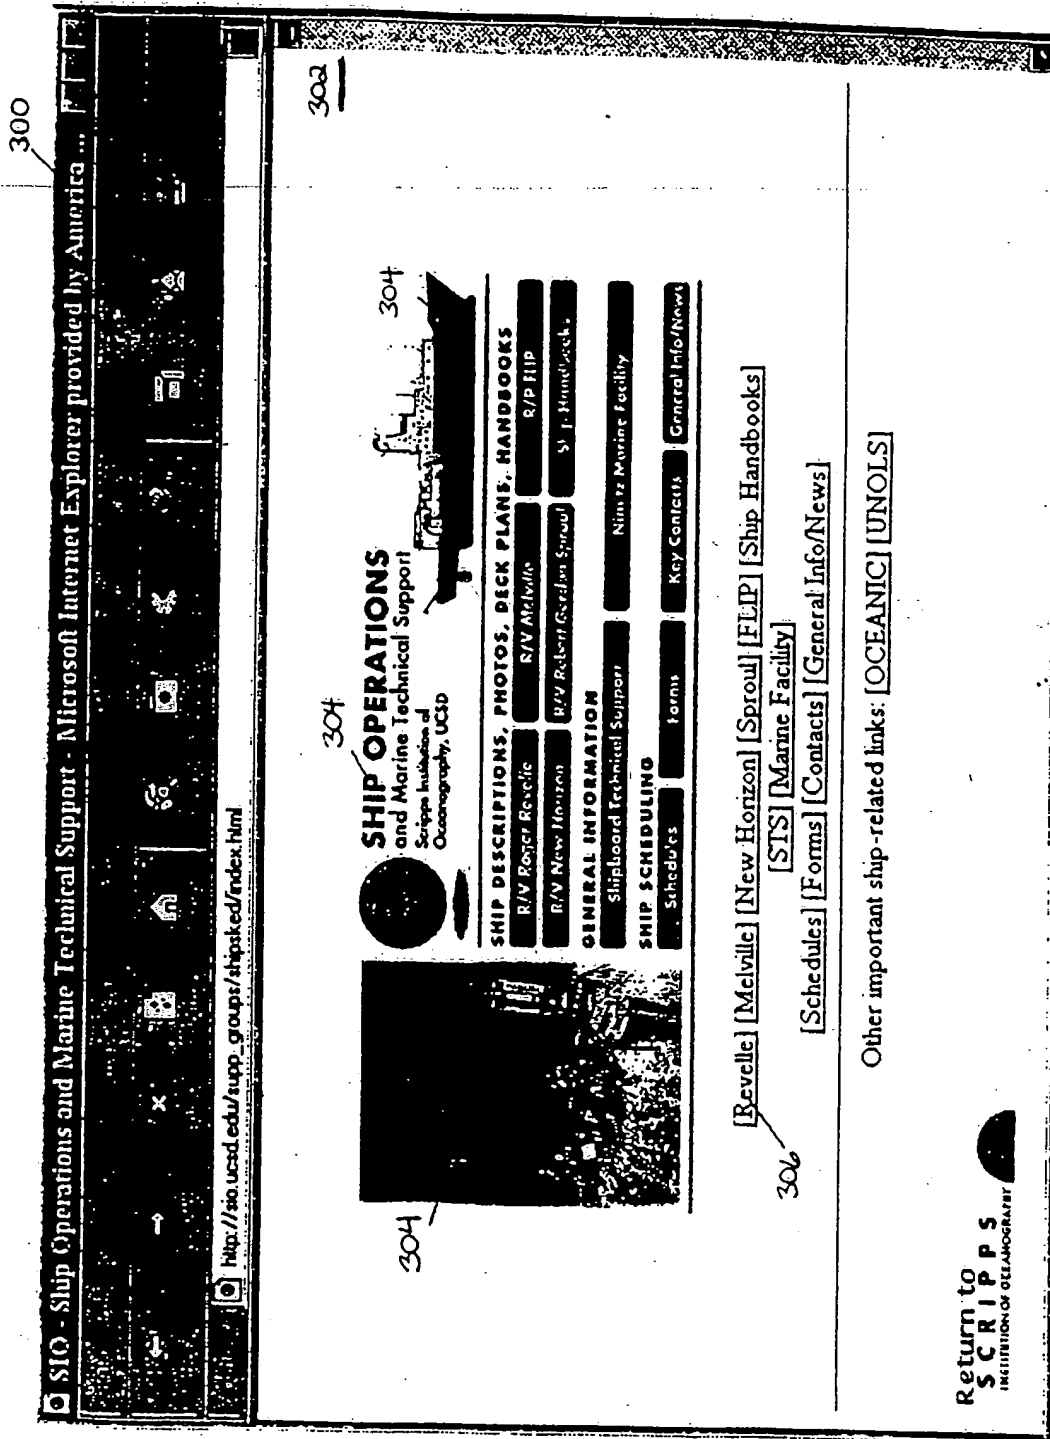 300
SIO - Ship Operations and Marine Technical Support - Microsoft Internet Explorer provided by America ...
http://sio.ucsd.edu/supp_groups/shipsked/index.html
302
304
SHIP OPERATIONS
and Marine Technical Support
Scripps Institution of
Oceanography, UCSD
304
304
SHIP DESCRIPTIONS, PHOTOS, DECK PLANS, HANDBOOKS
R/V Roger Revelle R/V Melville R/P FLIP
R/V New Horizon R/V Robert Gordon Sproul Ship Handbooks
GENERAL INFORMATION
Shipboard Technical Support Nimitz Marine Facility
SHIP SCHEDULING
Schedules Forms Key Contacts General Info/News
[Revelle] [Melville] [New Horizon] [Sproul] [FLIP] [Ship Handbooks]
306
[STS] [Marine Facility]
[Schedules] [Forms] [Contacts] [General Info/News]
Other important ship-related links: [OCEANIC] [UNOLS]
Return to
SCRIPPS
INSTITUTION OF OCEANOGRAPHY